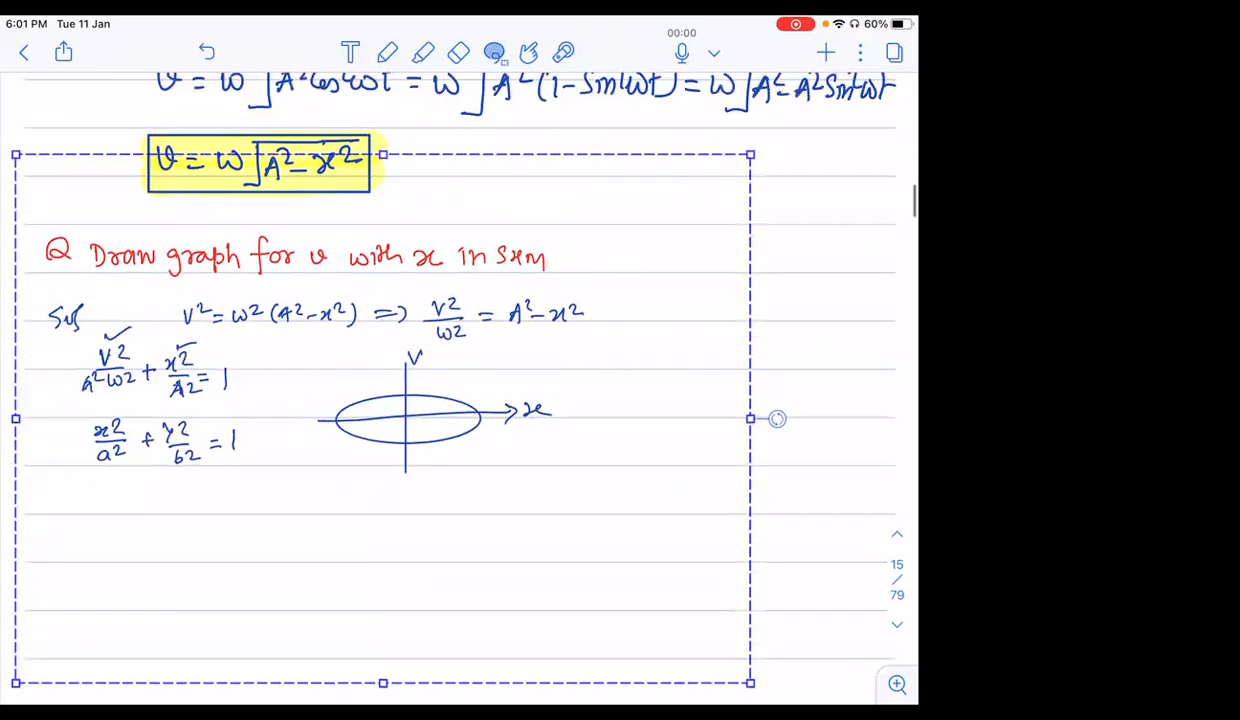 6:01 PM Tue 11 Jan
60%
00:00
T
v = ω √A²cos²ωt = ω √A²(1-Sin²ωt) = ω √A²-A²Sin²ωt
v = ω √A²-x²
Q Draw graph for v with x in SHM
Sol V² = ω²(A²-x²) ⟹ V²/ω² = A²-x²
V²/A²ω² + x²/A² = 1
V
x
x²/a² + y²/b² = 1
15
/
79